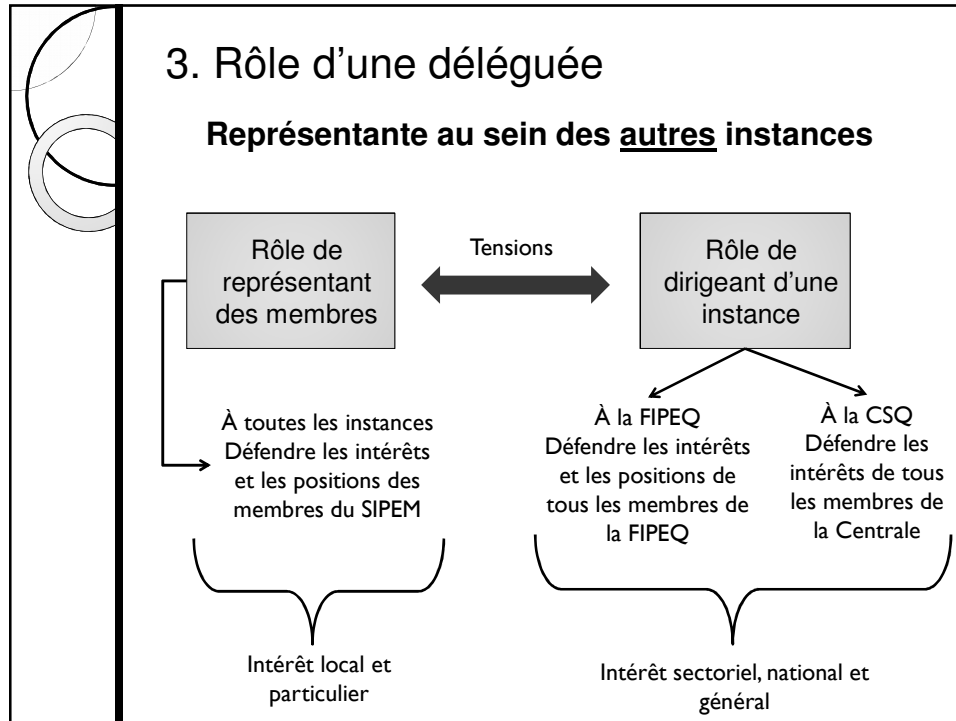 3. Rôle d'une déléguée
Représentante au sein des autres instances
Rôle de
représentant
des membres
Tensions
Rôle de
dirigeant d'une
instance
À toutes les instances
Défendre les intérêts
et les positions des
membres du SIPEM
À la FIPEQ
Défendre les intérêts
et les positions de
tous les membres de
la FIPEQ
À la CSQ
Défendre les
intérêts de tous
les membres de
la Centrale
Intérêt local et
particulier
Intérêt sectoriel, national et
général